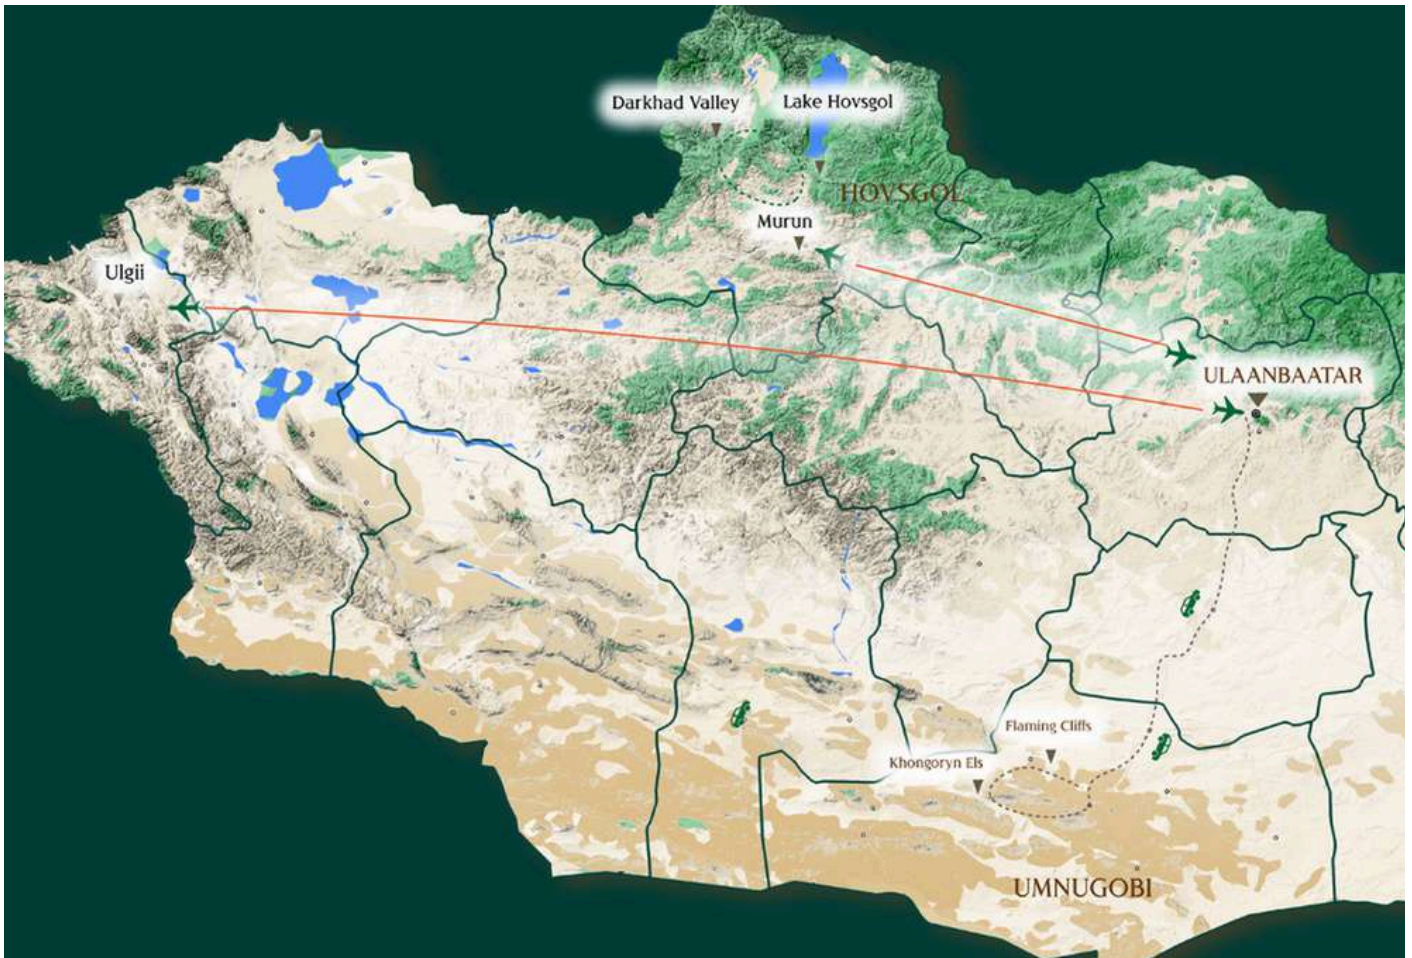 Darkhad Valley
Lake Hovsgol
HOVSGOL
Murun
Ulgii
ULAANBAATAR
Flaming Cliffs
Khongoryn Els
UMNUGOBI